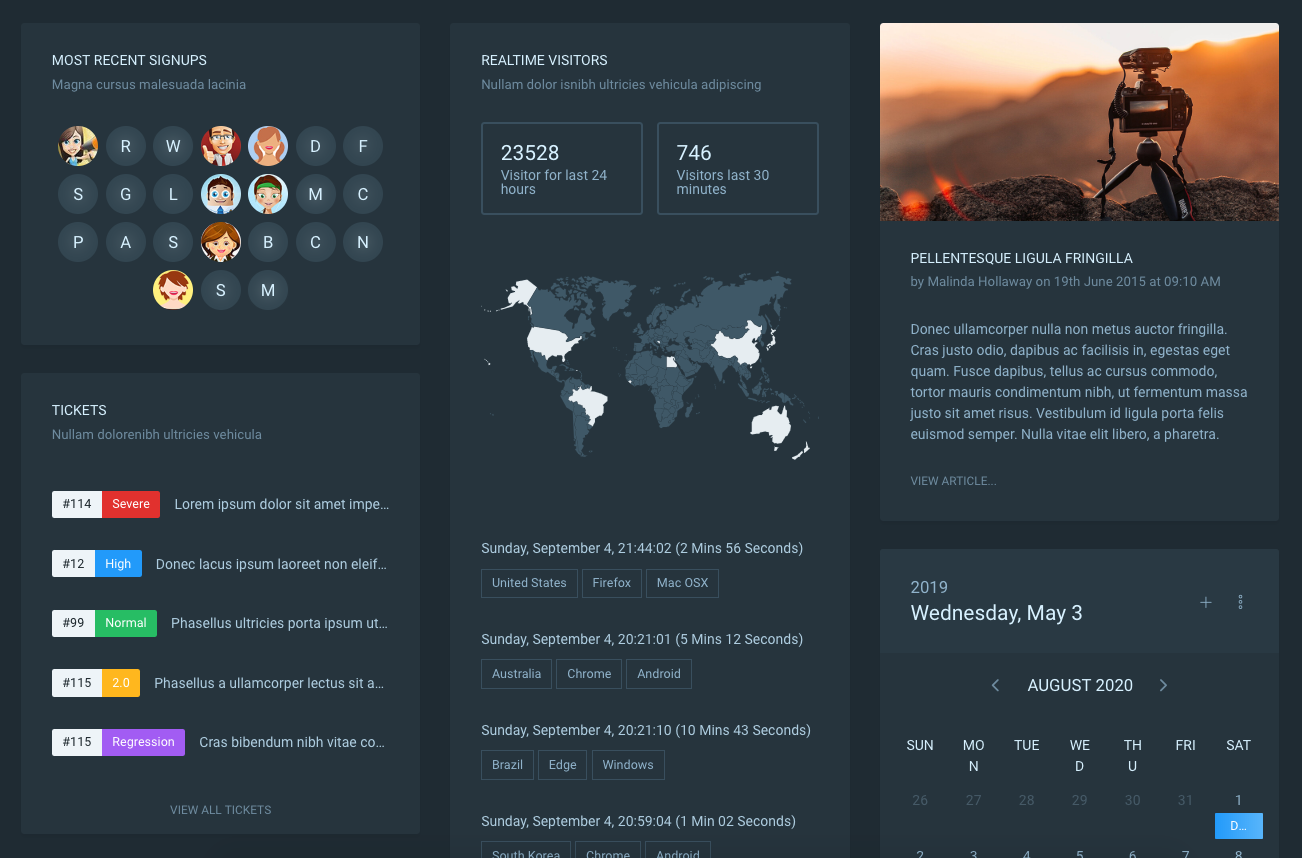 MOST RECENT SIGNUPS
Magna cursus malesuada lacinia
R W D F
S G L M C
P A S B C N
S M
TICKETS
Nullam dolorenibh ultricies vehicula
#114 Severe Lorem ipsum dolor sit amet impe...
#12 High Donec lacus ipsum laoreet non eleif...
#99 Normal Phasellus ultricies porta ipsum ut...
#115 2.0 Phasellus a ullamcorper lectus sit a...
#115 Regression Cras bibendum nibh vitae co...
VIEW ALL TICKETS
REALTIME VISITORS
Nullam dolor isnibh ultricies vehicula adipiscing
23528
Visitor for last 24
hours
746
Visitors last 30
minutes
Sunday, September 4, 21:44:02 (2 Mins 56 Seconds)
United States Firefox Mac OSX
Sunday, September 4, 20:21:01 (5 Mins 12 Seconds)
Australia Chrome Android
Sunday, September 4, 20:21:10 (10 Mins 43 Seconds)
Brazil Edge Windows
Sunday, September 4, 20:59:04 (1 Min 02 Seconds)
South Korea Chrome Android
PELLENTESQUE LIGULA FRINGILLA
by Malinda Hollaway on 19th June 2015 at 09:10 AM
Donec ullamcorper nulla non metus auctor fringilla.
Cras justo odio, dapibus ac facilisis in, egestas eget
quam. Fusce dapibus, tellus ac cursus commodo,
tortor mauris condimentum nibh, ut fermentum massa
justo sit amet risus. Vestibulum id ligula porta felis
euismod semper. Nulla vitae elit libero, a pharetra.
VIEW ARTICLE...
2019
Wednesday, May 3
AUGUST 2020
SUN MO TUE WE TH FRI SAT
N D U
26 27 28 29 30 31 1
D...
2 3 4 5 6 7 8